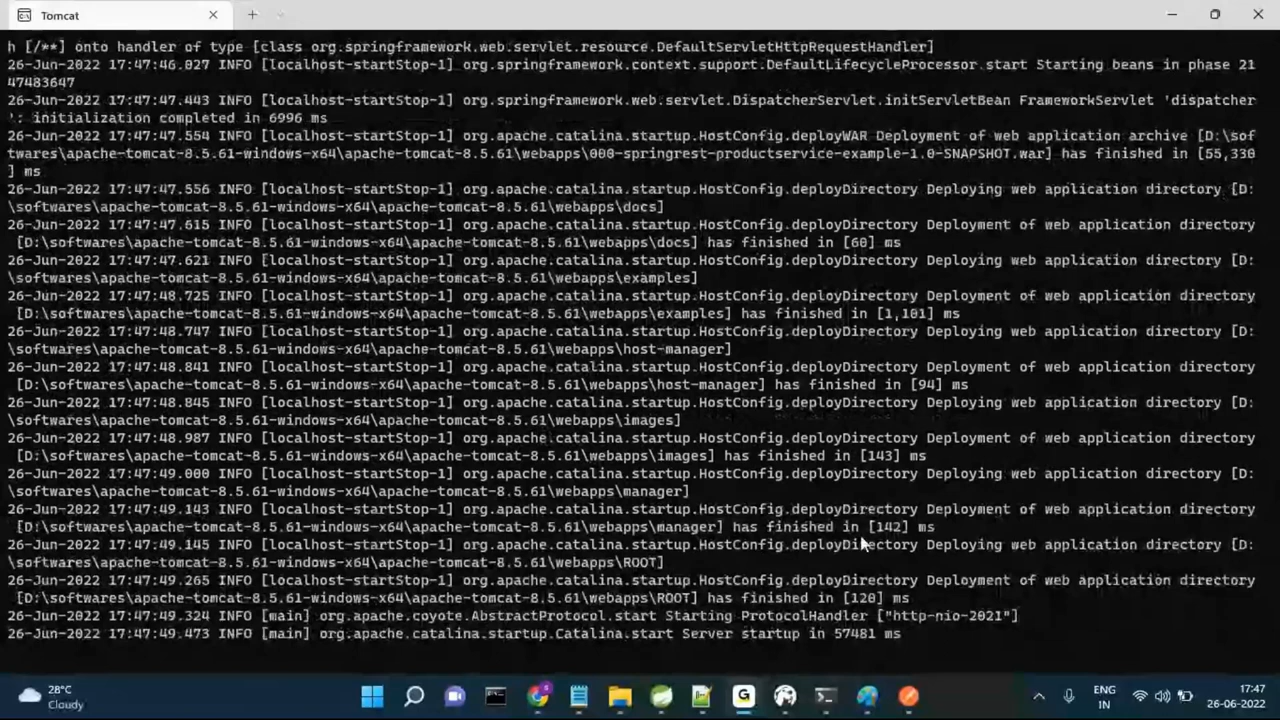 Tomcat
h [/**] onto handler of type [class org.springframework.web.servlet.resource.DefaultServletHttpRequestHandler]
26-Jun-2022 17:47:46.027 INFO [localhost-startStop-1] org.springframework.context.support.DefaultLifecycleProcessor.start Starting beans in phase 21
47483647
26-Jun-2022 17:47:47.443 INFO [localhost-startStop-1] org.springframework.web.servlet.DispatcherServlet.initServletBean FrameworkServlet 'dispatcher
': initialization completed in 6996 ms
26-Jun-2022 17:47:47.554 INFO [localhost-startStop-1] org.apache.catalina.startup.HostConfig.deployWAR Deployment of web application archive [D:\sof
twares\apache-tomcat-8.5.61-windows-x64\apache-tomcat-8.5.61\webapps\000-springrest-productservice-example-1.0-SNAPSHOT.war] has finished in [55,330
] ms
26-Jun-2022 17:47:47.556 INFO [localhost-startStop-1] org.apache.catalina.startup.HostConfig.deployDirectory Deploying web application directory [D:
\softwares\apache-tomcat-8.5.61-windows-x64\apache-tomcat-8.5.61\webapps\docs]
26-Jun-2022 17:47:47.615 INFO [localhost-startStop-1] org.apache.catalina.startup.HostConfig.deployDirectory Deployment of web application directory
[D:\softwares\apache-tomcat-8.5.61-windows-x64\apache-tomcat-8.5.61\webapps\docs] has finished in [60] ms
26-Jun-2022 17:47:47.621 INFO [localhost-startStop-1] org.apache.catalina.startup.HostConfig.deployDirectory Deploying web application directory [D:
\softwares\apache-tomcat-8.5.61-windows-x64\apache-tomcat-8.5.61\webapps\examples]
26-Jun-2022 17:47:48.725 INFO [localhost-startStop-1] org.apache.catalina.startup.HostConfig.deployDirectory Deployment of web application directory
[D:\softwares\apache-tomcat-8.5.61-windows-x64\apache-tomcat-8.5.61\webapps\examples] has finished in [1,101] ms
26-Jun-2022 17:47:48.747 INFO [localhost-startStop-1] org.apache.catalina.startup.HostConfig.deployDirectory Deploying web application directory [D:
\softwares\apache-tomcat-8.5.61-windows-x64\apache-tomcat-8.5.61\webapps\host-manager]
26-Jun-2022 17:47:48.841 INFO [localhost-startStop-1] org.apache.catalina.startup.HostConfig.deployDirectory Deployment of web application directory
[D:\softwares\apache-tomcat-8.5.61-windows-x64\apache-tomcat-8.5.61\webapps\host-manager] has finished in [94] ms
26-Jun-2022 17:47:48.845 INFO [localhost-startStop-1] org.apache.catalina.startup.HostConfig.deployDirectory Deploying web application directory [D:
\softwares\apache-tomcat-8.5.61-windows-x64\apache-tomcat-8.5.61\webapps\images]
26-Jun-2022 17:47:48.987 INFO [localhost-startStop-1] org.apache.catalina.startup.HostConfig.deployDirectory Deployment of web application directory
[D:\softwares\apache-tomcat-8.5.61-windows-x64\apache-tomcat-8.5.61\webapps\images] has finished in [143] ms
26-Jun-2022 17:47:49.000 INFO [localhost-startStop-1] org.apache.catalina.startup.HostConfig.deployDirectory Deploying web application directory [D:
\softwares\apache-tomcat-8.5.61-windows-x64\apache-tomcat-8.5.61\webapps\manager]
26-Jun-2022 17:47:49.143 INFO [localhost-startStop-1] org.apache.catalina.startup.HostConfig.deployDirectory Deployment of web application directory
[D:\softwares\apache-tomcat-8.5.61-windows-x64\apache-tomcat-8.5.61\webapps\manager] has finished in [142] ms
26-Jun-2022 17:47:49.145 INFO [localhost-startStop-1] org.apache.catalina.startup.HostConfig.deployDirectory Deploying web application directory [D:
\softwares\apache-tomcat-8.5.61-windows-x64\apache-tomcat-8.5.61\webapps\ROOT]
26-Jun-2022 17:47:49.265 INFO [localhost-startStop-1] org.apache.catalina.startup.HostConfig.deployDirectory Deployment of web application directory
[D:\softwares\apache-tomcat-8.5.61-windows-x64\apache-tomcat-8.5.61\webapps\ROOT] has finished in [120] ms
26-Jun-2022 17:47:49.324 INFO [main] org.apache.coyote.AbstractProtocol.start Starting ProtocolHandler ["http-nio-2021"]
26-Jun-2022 17:47:49.473 INFO [main] org.apache.catalina.startup.Catalina.start Server startup in 57481 ms
28°C
Cloudy
ENG
IN
17:47
26-06-2022